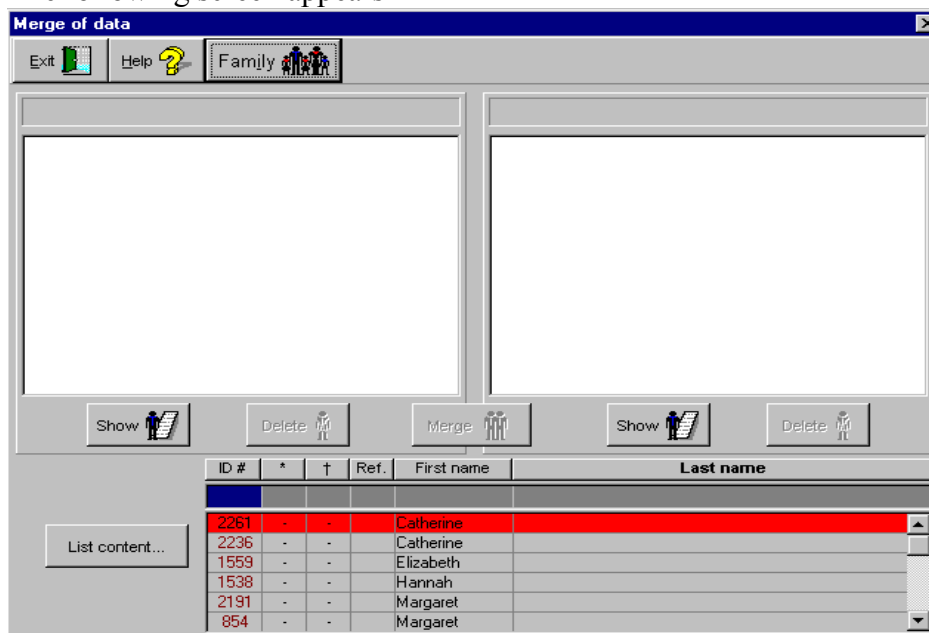 Merge of data
Exit Help Family
Show Delete Merge Show Delete
ID # * † Ref. First name Last name
2261 - - Catherine
List content... 2236 - - Catherine
1559 - - Elizabeth
1538 - - Hannah
2191 - - Margaret
854 - - Margaret